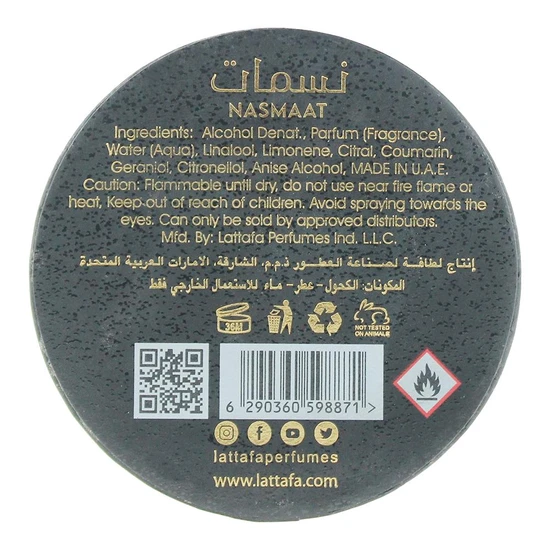 نسمات
NASMAAT
Ingredients: Alcohol Denat., Parfum (Fragrance),
Water (Aqua), Linalool, Limonene, Citral, Coumarin,
Geraniol, Citronellol, Anise Alcohol, MADE IN U.A.E.
Caution: Flammable until dry, do not use near fire flame or
heat, Keep out of reach of children. Avoid spraying towards the
eyes. Can only be sold by approved distributors.
Mfd. By: Lattafa Perfumes Ind. L.L.C.
إنتاج لطافة لصناعة العطور ذ.م.م. الشارقة، الامارات العربية المتحدة
المكونات: الكحول - عطر - ماء للاستعمال الخارجي فقط
36M
NOT TESTED
ON ANIMALS
6 290360 598871 >
lattafaperfumes
www.lattafa.com